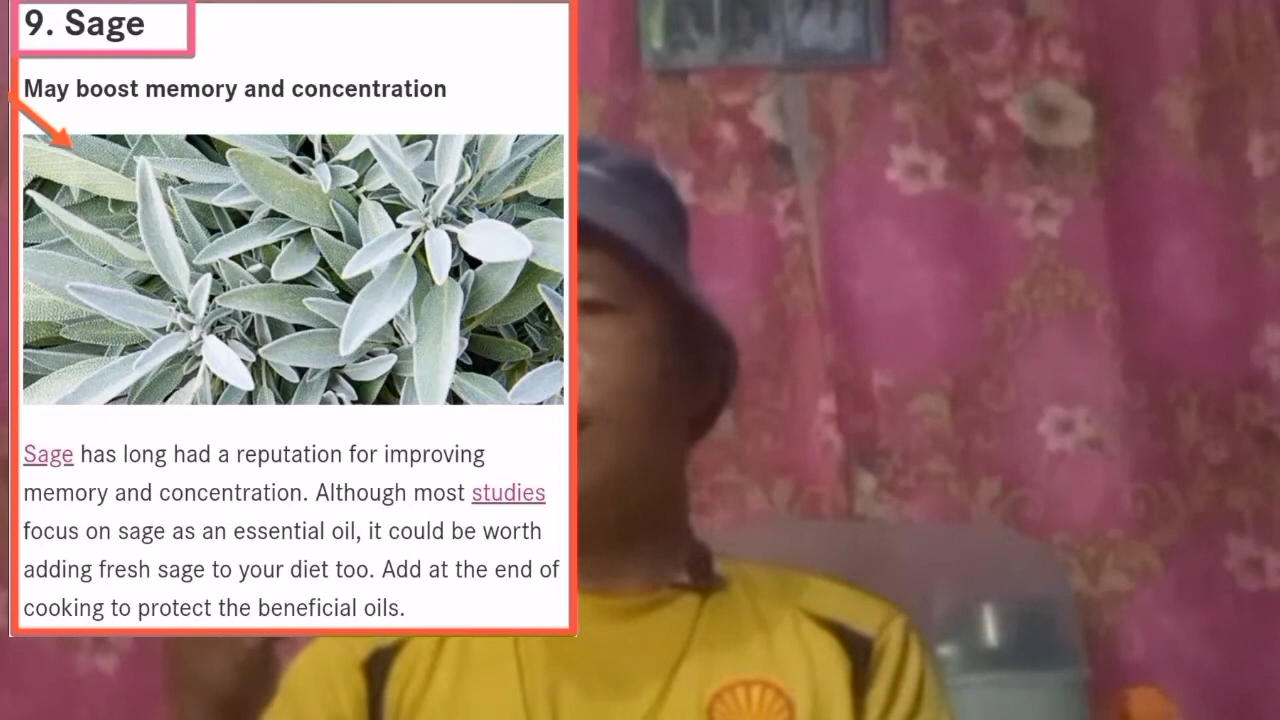 9. Sage
May boost memory and concentration
Sage has long had a reputation for improving
memory and concentration. Although most studies
focus on sage as an essential oil, it could be worth
adding fresh sage to your diet too. Add at the end of
cooking to protect the beneficial oils.